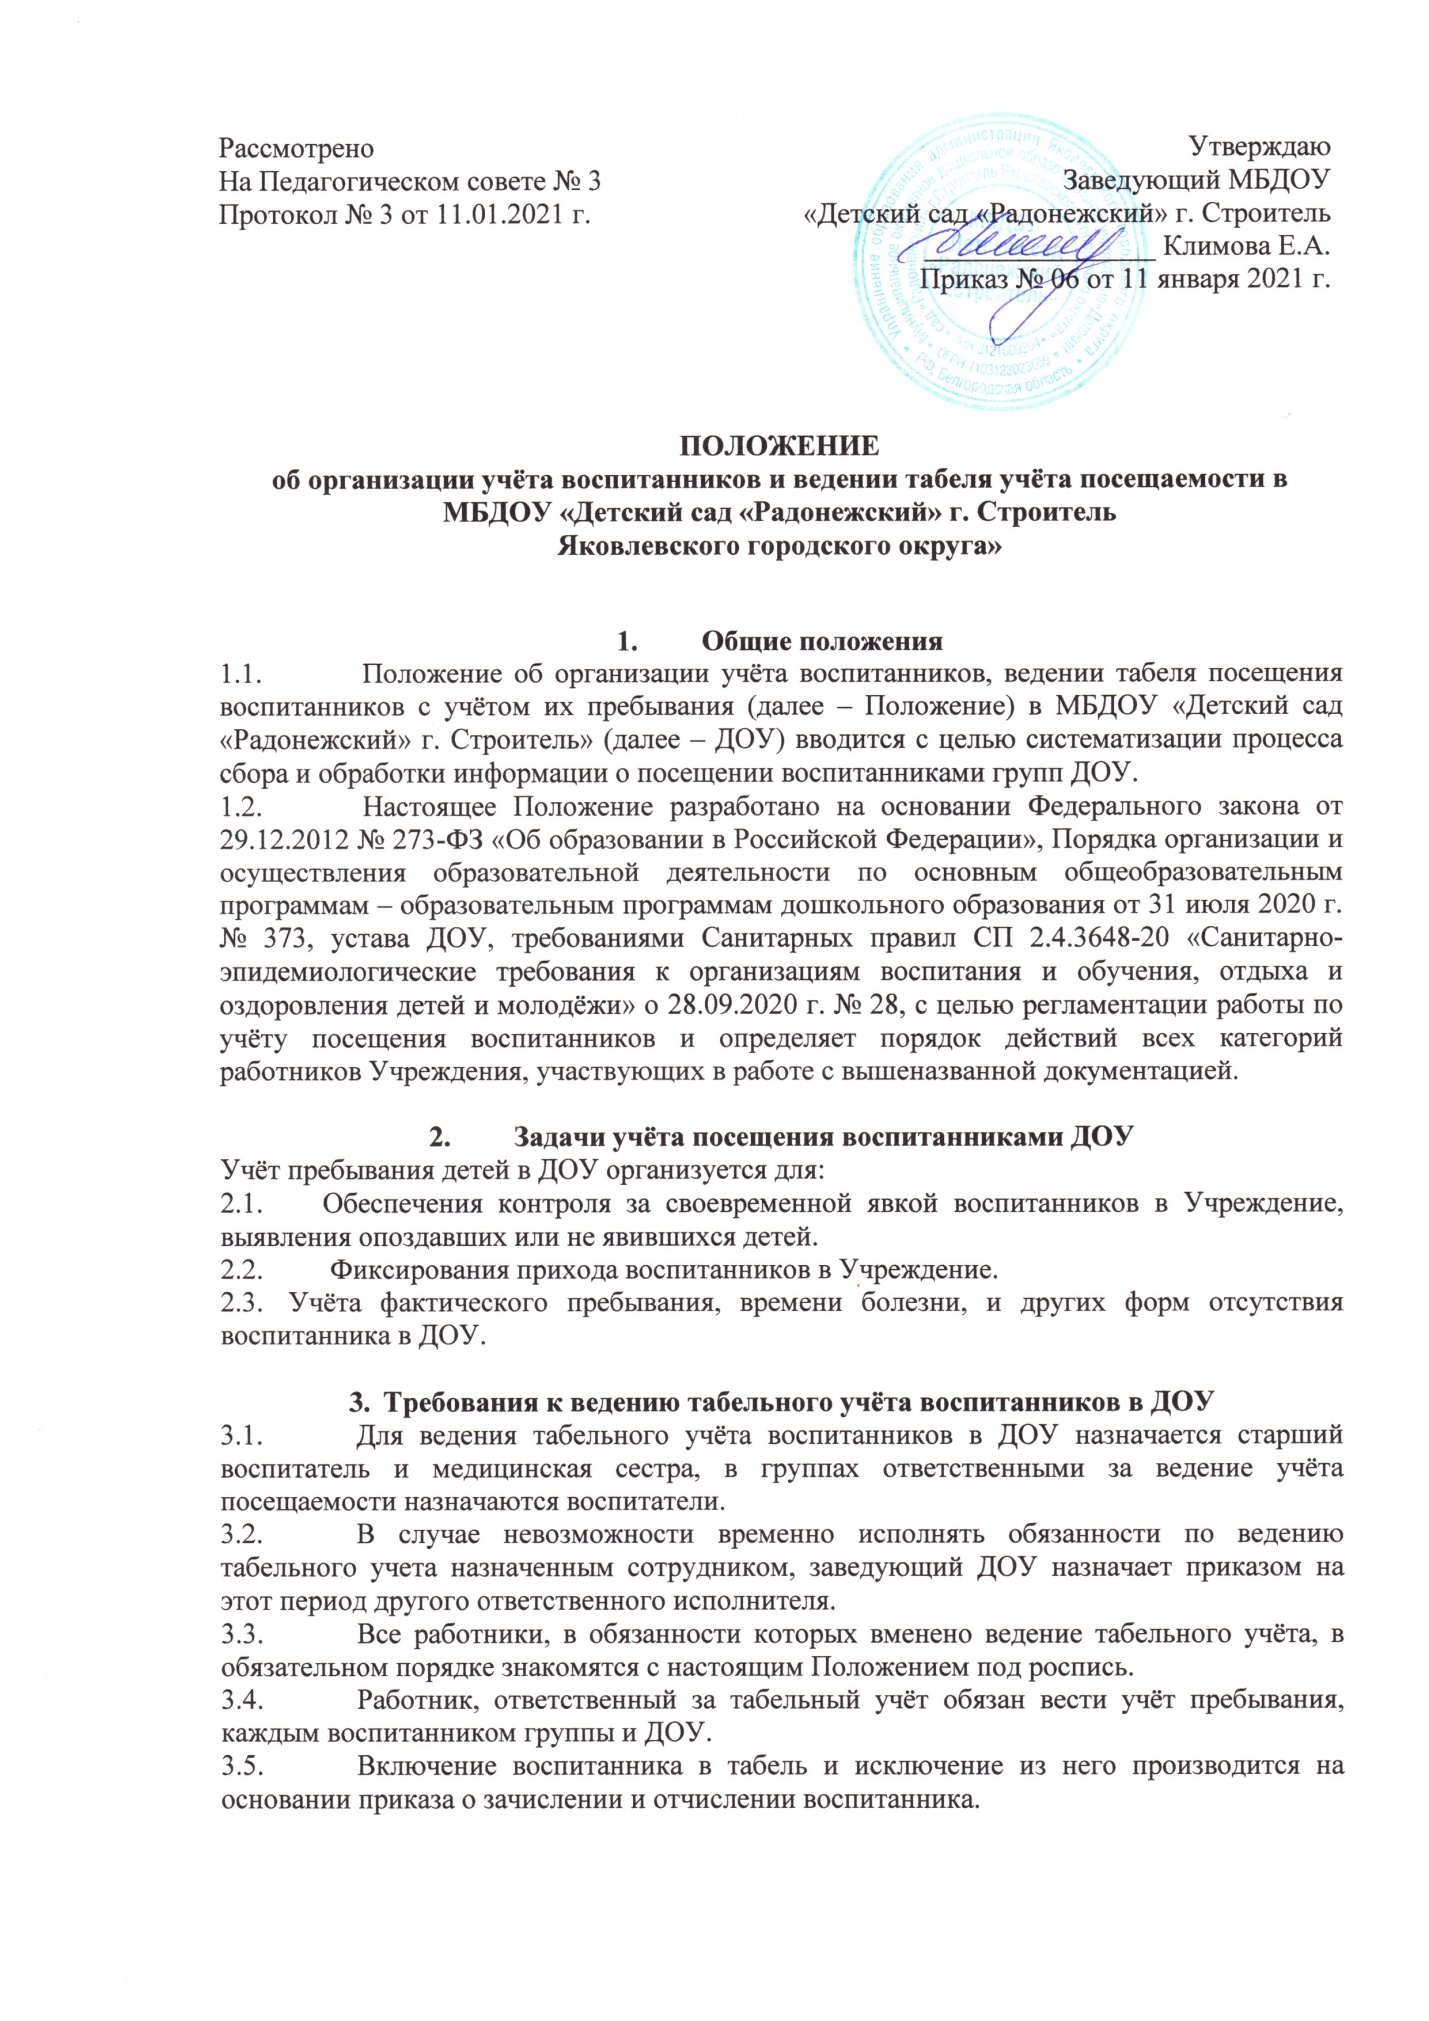 Рассмотрено
На Педагогическом совете № 3
Протокол № 3 от 11.01.2021 г.
Утверждаю
Заведующий МБДОУ
«Детский сад «Радонежский» г. Строитель
Климова Е.А.
Приказ № 06 от 11 января 2021 г.
Управление образования администрации Яковлевского городского округа
РФ, Белгородская область
ПОЛОЖЕНИЕ
об организации учёта воспитанников и ведении табеля учёта посещаемости в
МБДОУ «Детский сад «Радонежский» г. Строитель
Яковлевского городского округа»
1. Общие положения
1.1. Положение об организации учёта воспитанников, ведении табеля посещения
воспитанников с учётом их пребывания (далее – Положение) в МБДОУ «Детский сад
«Радонежский» г. Строитель» (далее – ДОУ) вводится с целью систематизации процесса
сбора и обработки информации о посещении воспитанниками групп ДОУ.
1.2. Настоящее Положение разработано на основании Федерального закона от
29.12.2012 № 273-ФЗ «Об образовании в Российской Федерации», Порядка организации и
осуществления образовательной деятельности по основным общеобразовательным
программам – образовательным программам дошкольного образования от 31 июля 2020 г.
№ 373, устава ДОУ, требованиями Санитарных правил СП 2.4.3648-20 «Санитарно-
эпидемиологические требования к организациям воспитания и обучения, отдыха и
оздоровления детей и молодёжи» о 28.09.2020 г. № 28, с целью регламентации работы по
учёту посещения воспитанников и определяет порядок действий всех категорий
работников Учреждения, участвующих в работе с вышеназванной документацией.
2. Задачи учёта посещения воспитанниками ДОУ
Учёт пребывания детей в ДОУ организуется для:
2.1. Обеспечения контроля за своевременной явкой воспитанников в Учреждение,
выявления опоздавших или не явившихся детей.
2.2. Фиксирования прихода воспитанников в Учреждение.
2.3. Учёта фактического пребывания, времени болезни, и других форм отсутствия
воспитанника в ДОУ.
3. Требования к ведению табельного учёта воспитанников в ДОУ
3.1. Для ведения табельного учёта воспитанников в ДОУ назначается старший
воспитатель и медицинская сестра, в группах ответственными за ведение учёта
посещаемости назначаются воспитатели.
3.2. В случае невозможности временно исполнять обязанности по ведению
табельного учета назначенным сотрудником, заведующий ДОУ назначает приказом на
этот период другого ответственного исполнителя.
3.3. Все работники, в обязанности которых вменено ведение табельного учёта, в
обязательном порядке знакомятся с настоящим Положением под роспись.
3.4. Работник, ответственный за табельный учёт обязан вести учёт пребывания,
каждым воспитанником группы и ДОУ.
3.5. Включение воспитанника в табель и исключение из него производится на
основании приказа о зачислении и отчислении воспитанника.